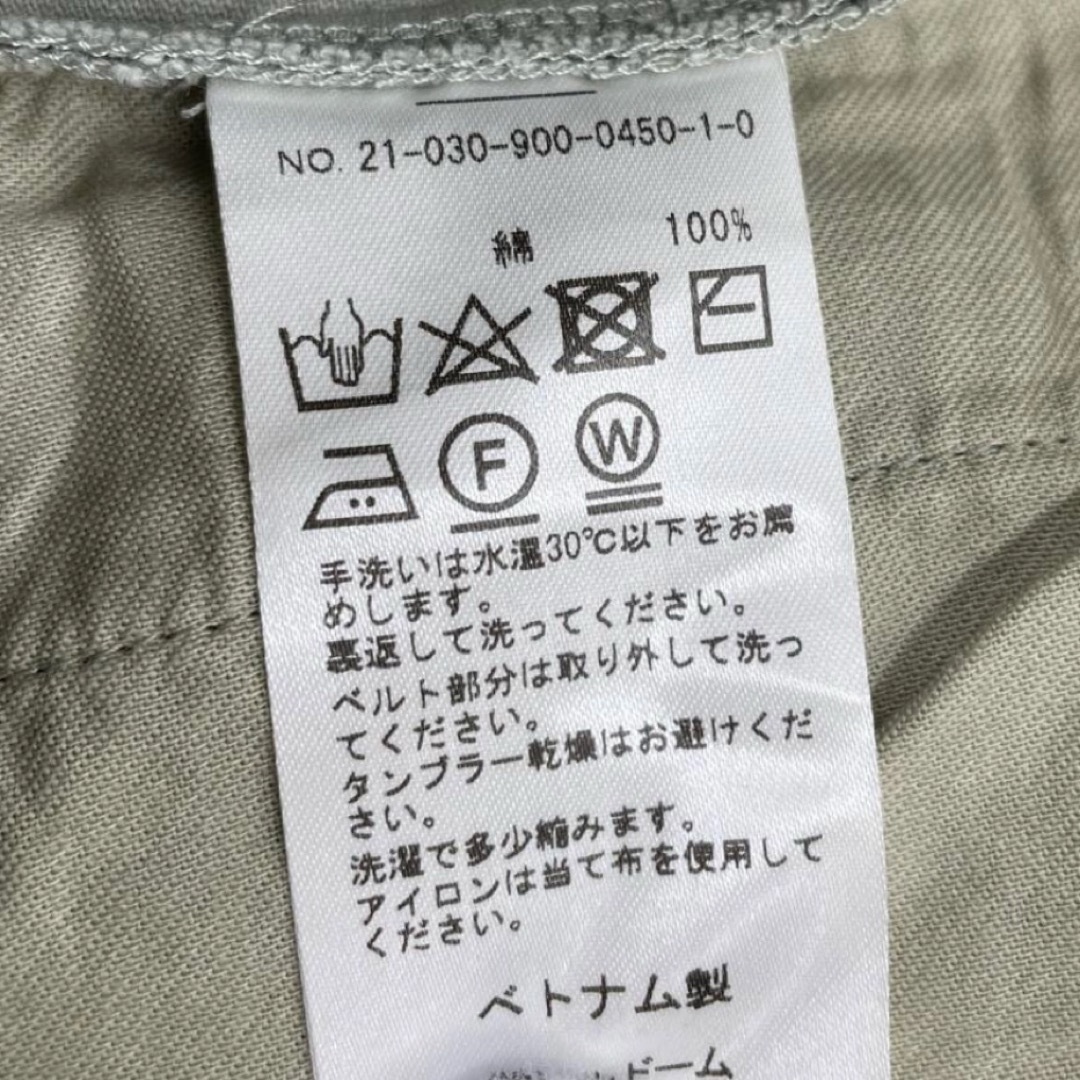 NO. 21-030-900-0450-1-0
綿 100%
F W
手洗いは水温30℃以下をお薦
めします。
裏返して洗ってください。
ベルト部分は取り外して洗っ
てください。
タンブラー乾燥はお避けくだ
さい。
洗濯で多少縮みます。
アイロンは当て布を使用して
ください。
ベトナム製
ドーム